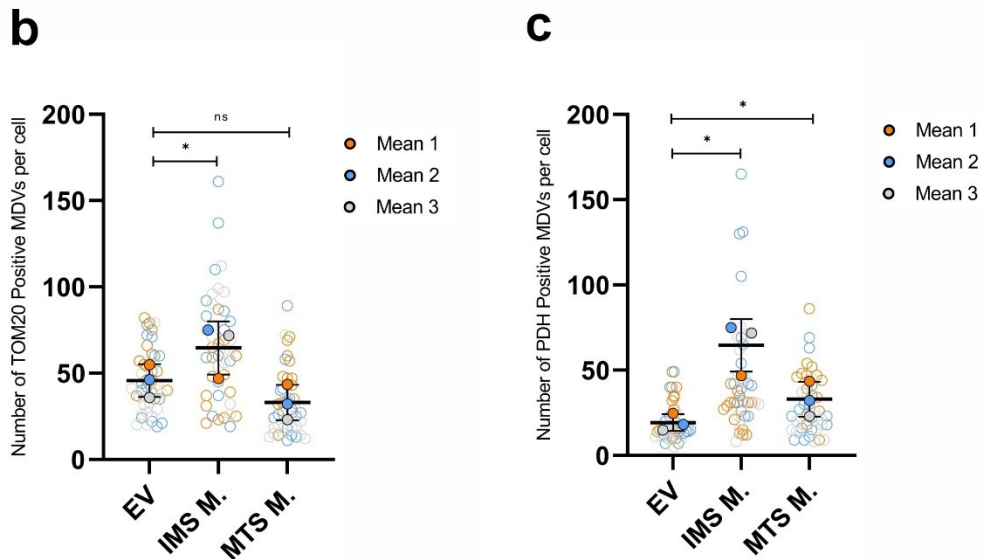 b
Number of TOM20 Positive MDVs per cell
200
150
100
50
0
ns
*
EV
IMS M.
MTS M.
Mean 1
Mean 2
Mean 3
c
Number of PDH Positive MDVs per cell
200
150
100
50
0
*
*
EV
IMS M.
MTS M.
Mean 1
Mean 2
Mean 3